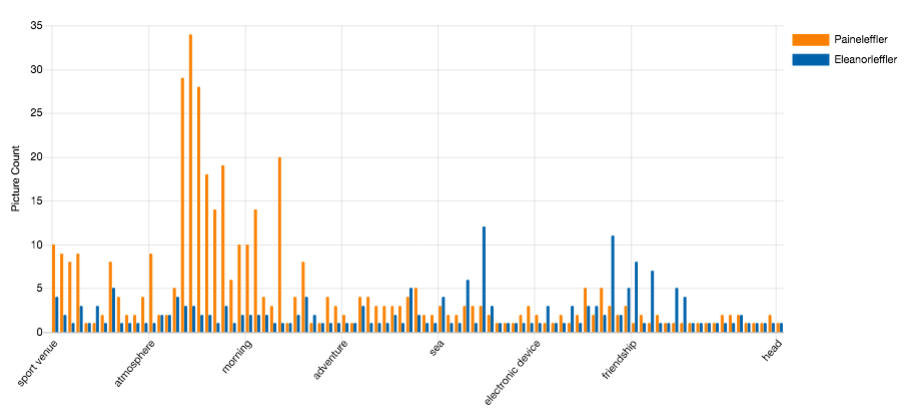 35
Paineleffler
Eleanorleffler
30
25
20
15
10
5
0
Picture Count
sport venue
atmosphere
morning
adventure
sea
electronic device
friendship
head